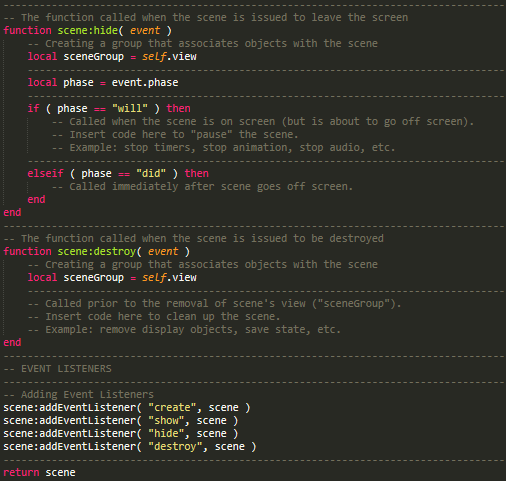 -----------------------------------------------------------------------------------------
-- The function called when the scene is issued to leave the screen
function scene:hide( event )
    -- Creating a group that associates objects with the scene
    local sceneGroup = self.view
    -------------------------------------------------------------------------------------
    local phase = event.phase
    -------------------------------------------------------------------------------------
    if ( phase == "will" ) then
        -- Called when the scene is on screen (but is about to go off screen).
        -- Insert code here to "pause" the scene.
        -- Example: stop timers, stop animation, stop audio, etc.
    -------------------------------------------------------------------------------------
    elseif ( phase == "did" ) then
        -- Called immediately after scene goes off screen.
    end
end
-----------------------------------------------------------------------------------------
-- The function called when the scene is issued to be destroyed
function scene:destroy( event )
    -- Creating a group that associates objects with the scene
    local sceneGroup = self.view
    -------------------------------------------------------------------------------------
    -- Called prior to the removal of scene's view ("sceneGroup").
    -- Insert code here to clean up the scene.
    -- Example: remove display objects, save state, etc.
end
-----------------------------------------------------------------------------------------
-- EVENT LISTENERS
-----------------------------------------------------------------------------------------
-- Adding Event Listeners
scene:addEventListener( "create", scene )
scene:addEventListener( "show", scene )
scene:addEventListener( "hide", scene )
scene:addEventListener( "destroy", scene )
-----------------------------------------------------------------------------------------
return scene